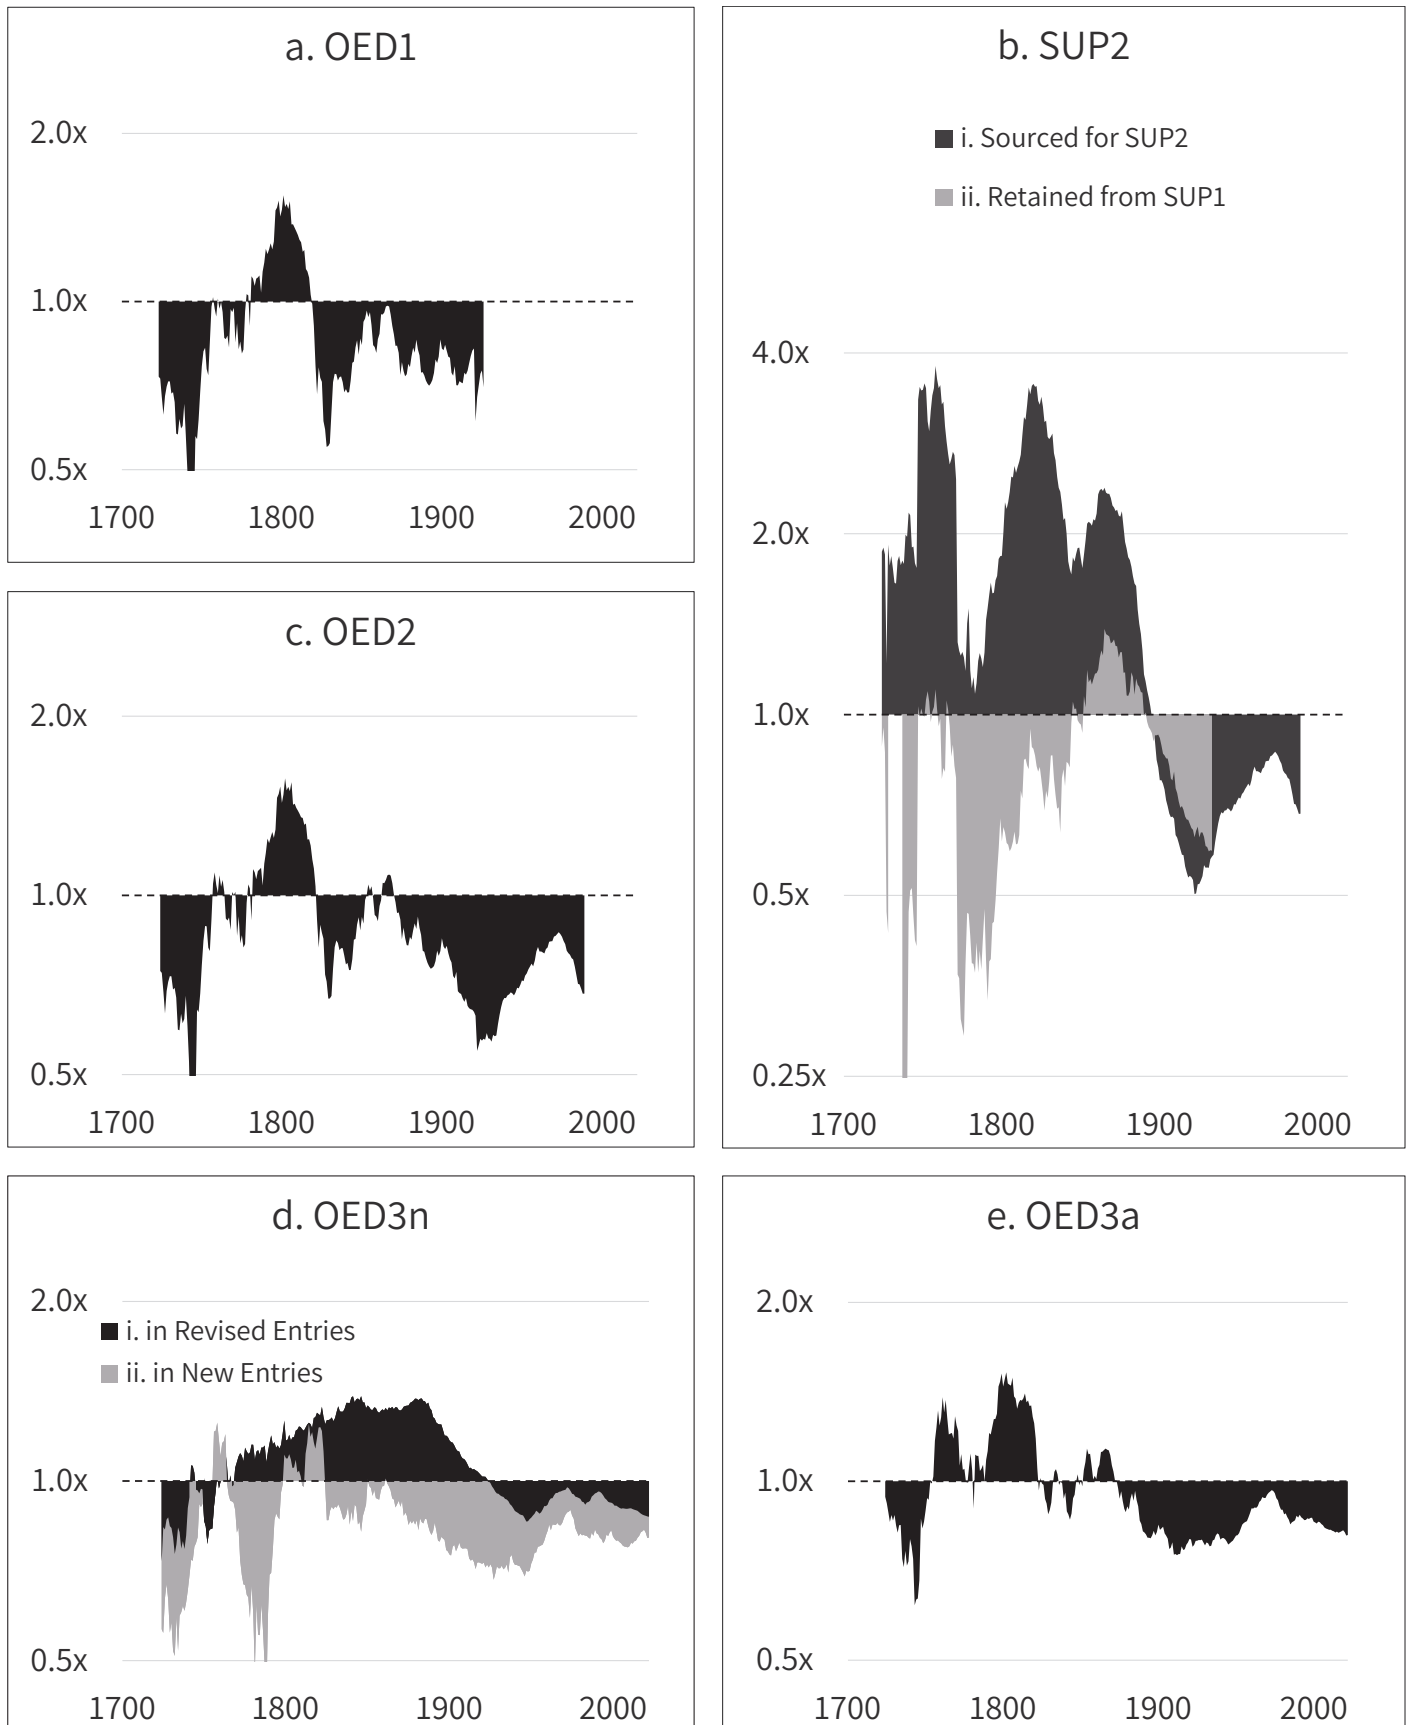 a. OED1
2.0x
1.0x
0.5x
1700 1800 1900 2000
b. SUP2
i. Sourced for SUP2
ii. Retained from SUP1
4.0x
2.0x
1.0x
0.5x
0.25x
1700 1800 1900 2000
c. OED2
2.0x
1.0x
0.5x
1700 1800 1900 2000
d. OED3n
2.0x
i. in Revised Entries
ii. in New Entries
1.0x
0.5x
1700 1800 1900 2000
e. OED3a
2.0x
1.0x
0.5x
1700 1800 1900 2000